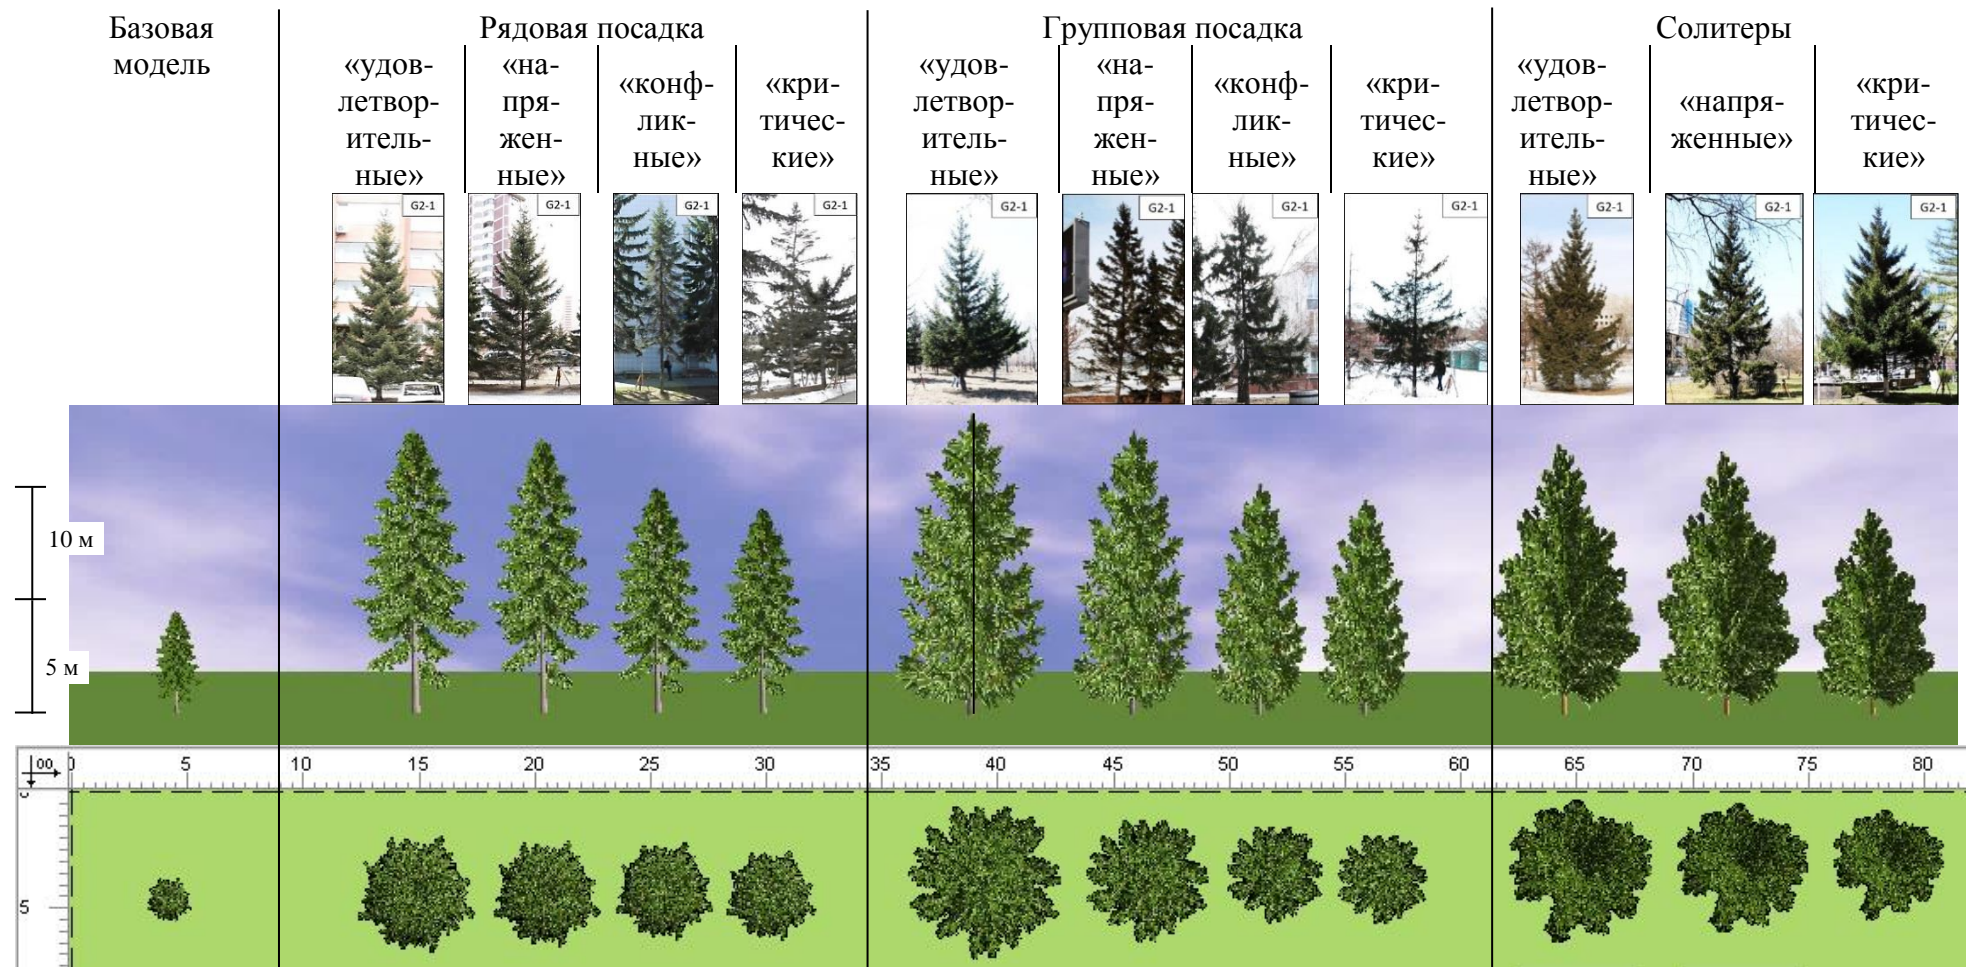 Базовая
модель
Рядовая посадка
«удов-
летвор-
итель-
ные»
«на-
пря-
жен-
ные»
«конф-
лик-
ные»
«кри-
тичес-
кие»
Групповая посадка
«удов-
летвор-
итель-
ные»
«на-
пря-
жен-
ные»
«конф-
лик-
ные»
«кри-
тичес-
кие»
Солитеры
«удов-
летвор-
итель-
ные»
«напря-
женные»
«кри-
тичес-
кие»
G2-1 G2-1 G2-1 G2-1 G2-1 G2-1 G2-1 G2-1 G2-1 G2-1 G2-1
10 м
5 м
00 0 5 10 15 20 25 30 35 40 45 50 55 60 65 70 75 80
5